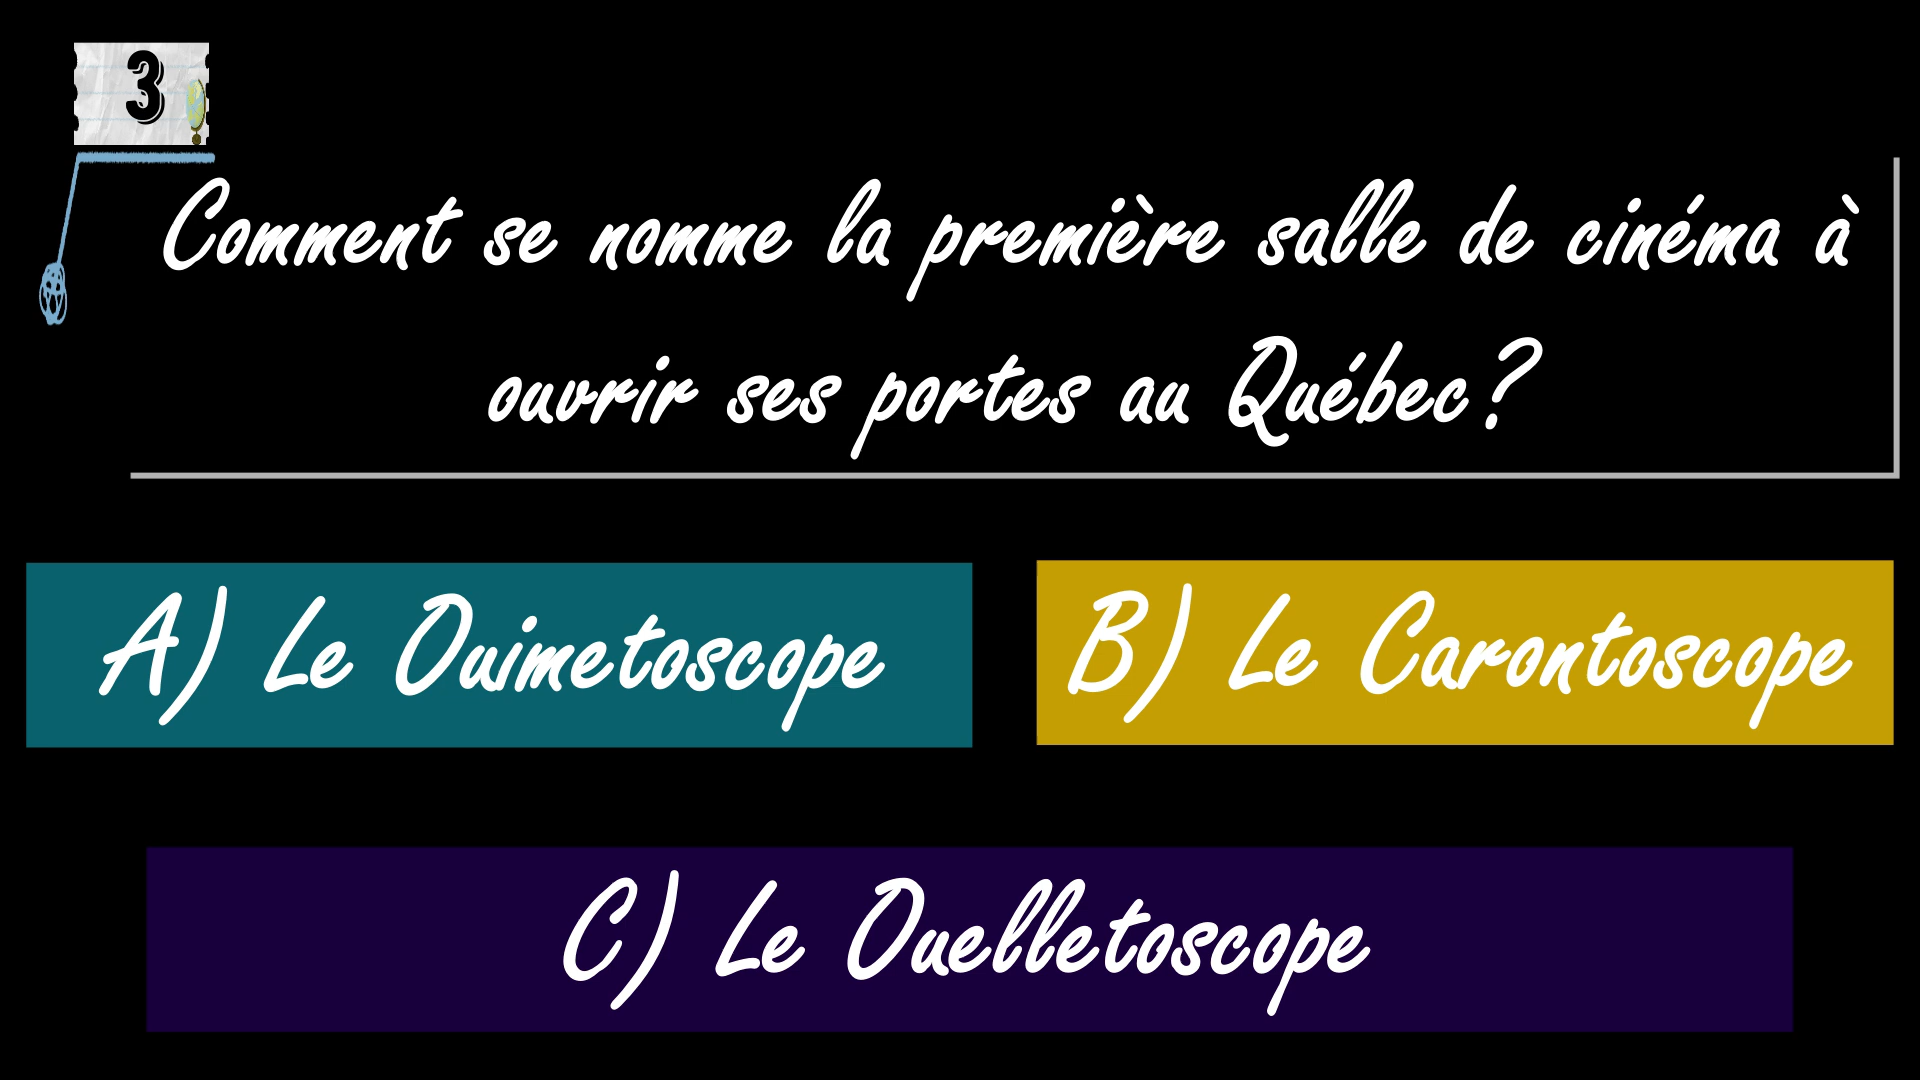 3
Comment se nomme la première salle de cinéma à
ouvrir ses portes au Québec?
A) Le Ouimetoscope
B) Le Carontoscope
C) Le Ouelletoscope